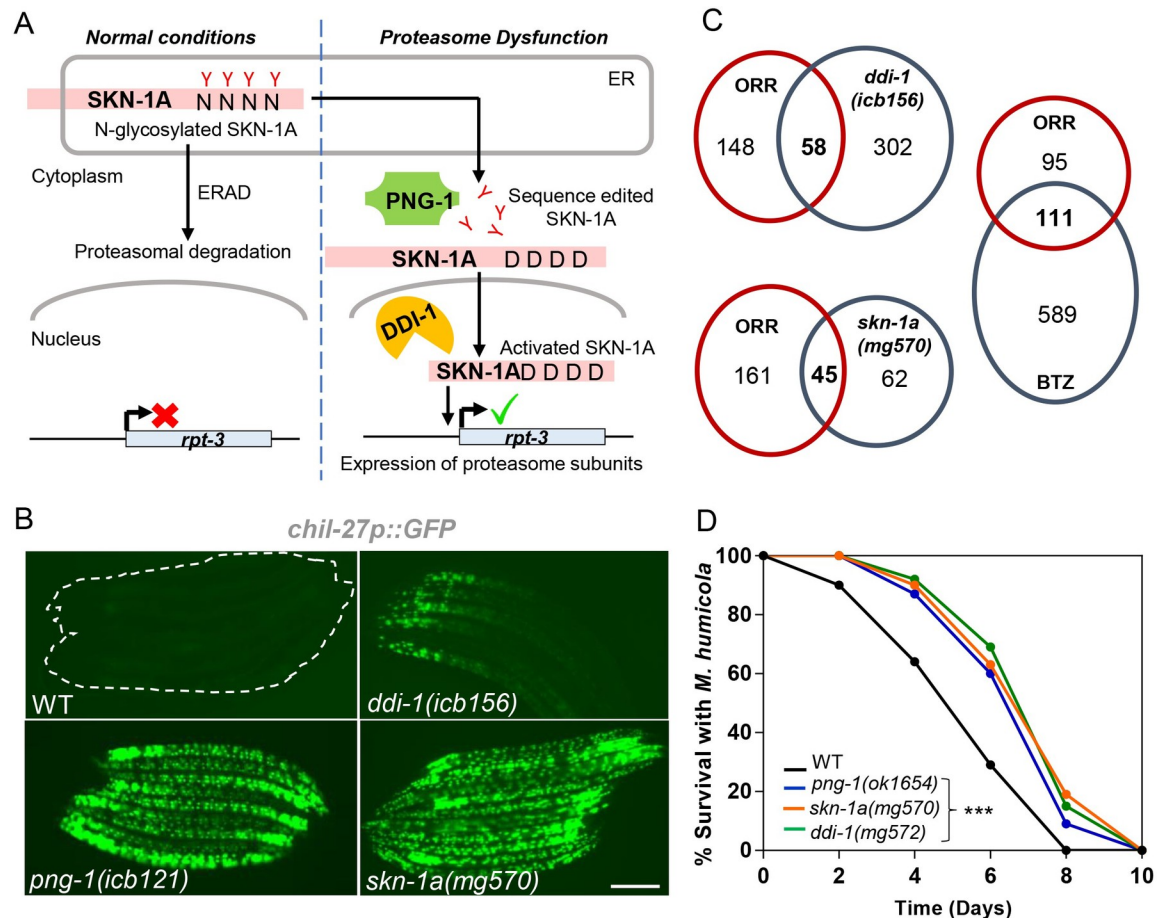 A
Normal conditions
Proteasome Dysfunction
ER
Y Y Y Y
SKN-1A N N N N
N-glycosylated SKN-1A
Cytoplasm
ERAD
Proteasomal degradation
PNG-1
Y Y Y Y
Sequence edited
SKN-1A
SKN-1A D D D D
Nucleus
DDI-1
Activated SKN-1A
SKN-1AD D D D
rpt-3
rpt-3
Expression of proteasome subunits
B
chil-27p::GFP
WT
ddi-1(icb156)
png-1(icb121)
skn-1a(mg570)
C
ORR
ddi-1
(icb156)
148 58 302
ORR
95
111
589
BTZ
ORR
skn-1a
(mg570)
161 45 62
D
% Survival with M. humicola
100
80
60
40
20
0
WT
png-1(ok1654)
skn-1a(mg570)
ddi-1(mg572)
***
0 2 4 6 8 10
Time (Days)